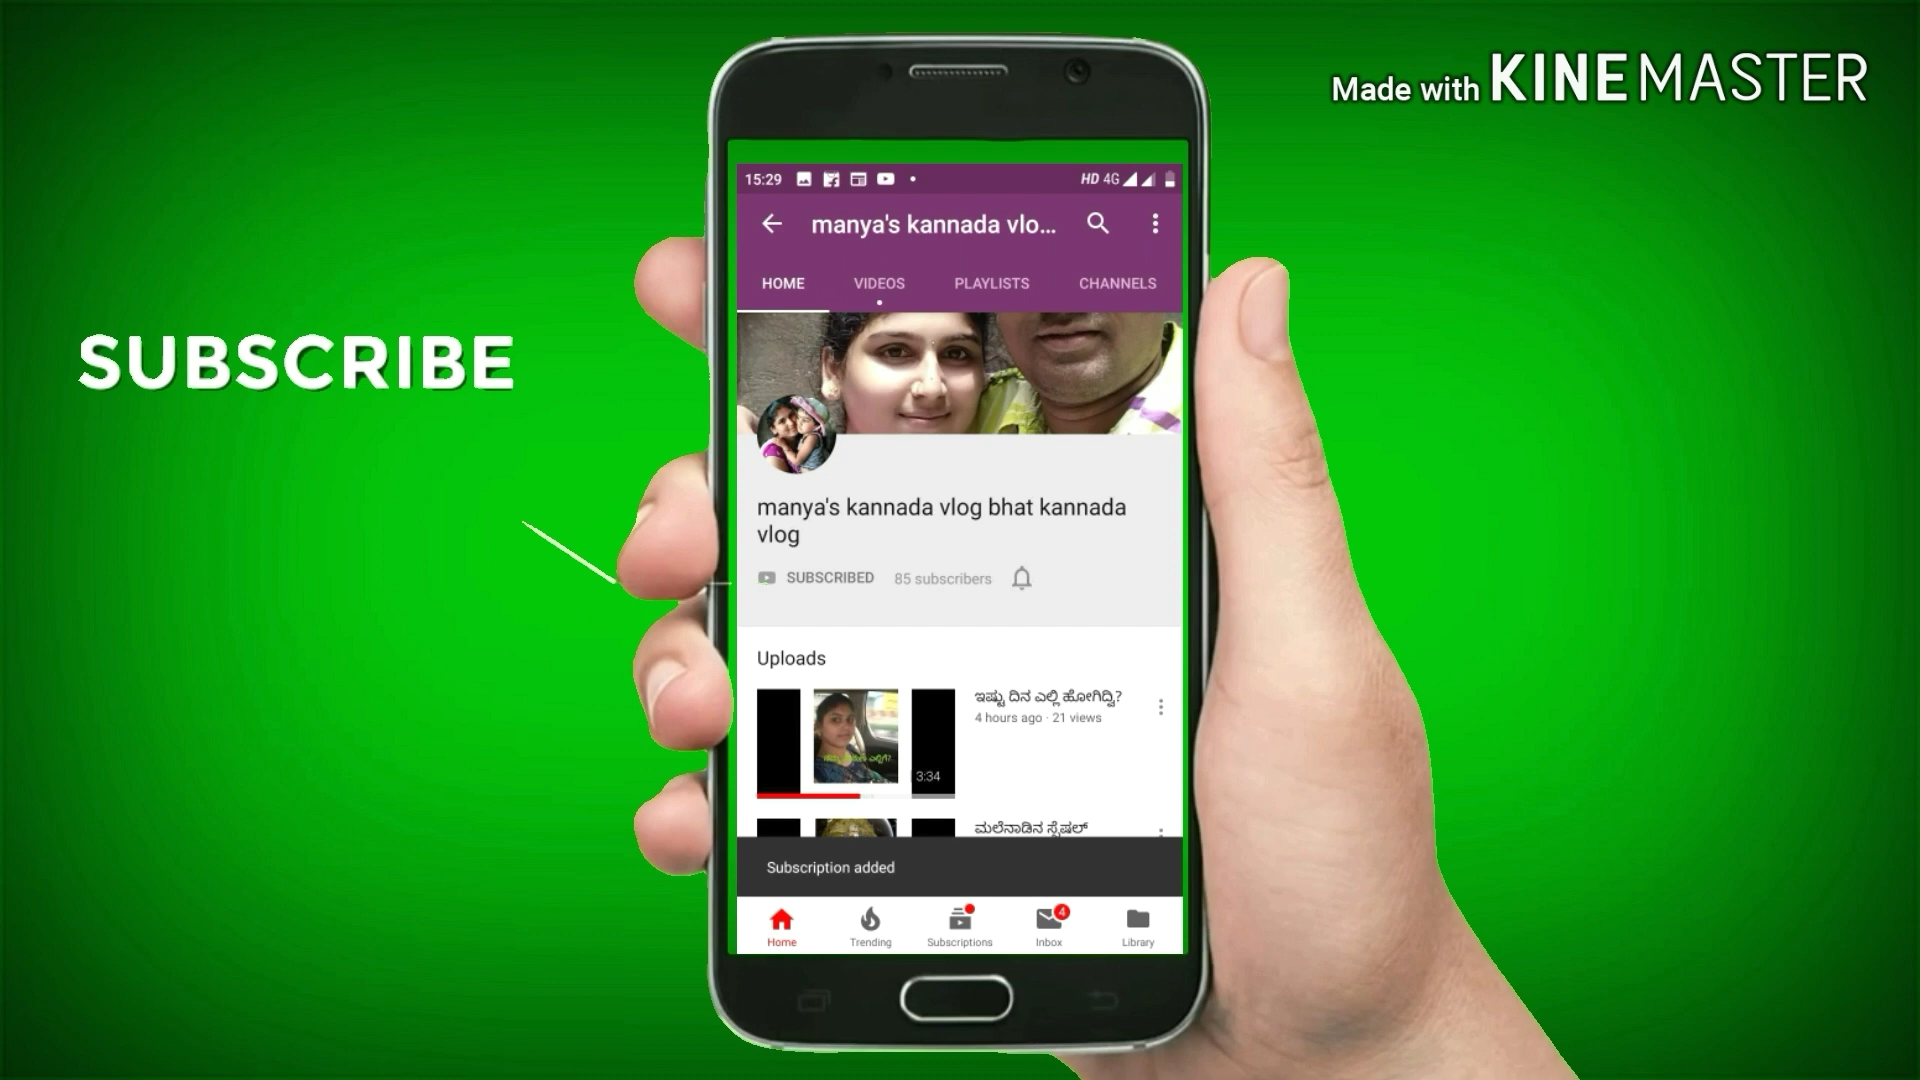 Made with KINEMASTER
SUBSCRIBE
15:29 HD 4G
manya's kannada vlo...
HOME VIDEOS PLAYLISTS CHANNELS
manya's kannada vlog bhat kannada
vlog
SUBSCRIBED 85 subscribers
Uploads
ಇಷ್ಟು ದಿನ ಎಲ್ಲಿ ಹೋಗಿದ್ವಿ?
4 hours ago · 21 views
3:34
ಮಲೆನಾಡಿನ ಸ್ಪೆಷಲ್
Subscription added
4
Home Trending Subscriptions Inbox Library